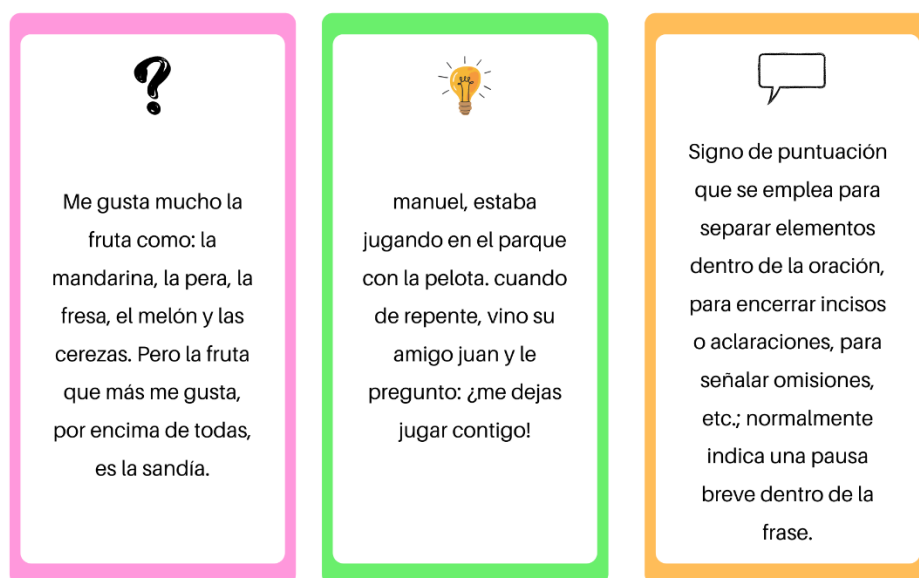 Me gusta mucho la
fruta como: la
mandarina, la pera, la
fresa, el melón y las
cerezas. Pero la fruta
que más me gusta,
por encima de todas,
es la sandía.
manuel, estaba
jugando en el parque
con la pelota. cuando
de repente, vino su
amigo juan y le
pregunto: ¿me dejas
jugar contigo!
Signo de puntuación
que se emplea para
separar elementos
dentro de la oración,
para encerrar incisos
o aclaraciones, para
señalar omisiones,
etc.; normalmente
indica una pausa
breve dentro de la
frase.